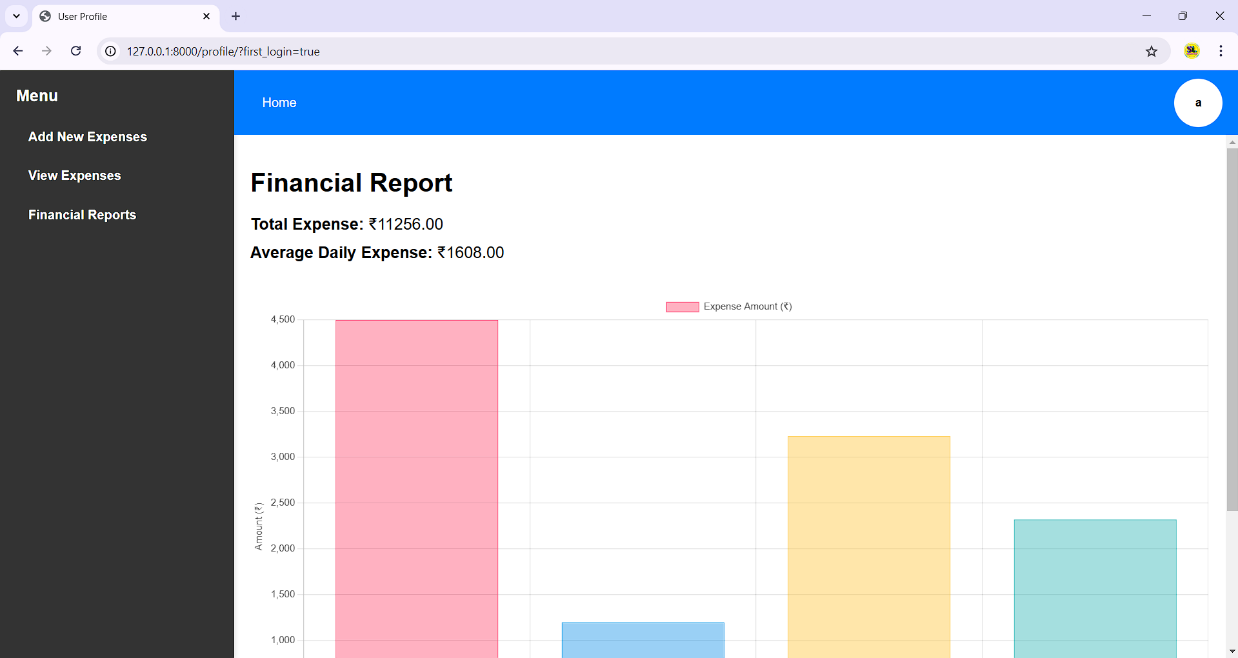 User Profile
127.0.0.1:8000/profile/?first_login=true
Menu
Home
a
Add New Expenses
View Expenses
Financial Reports
Financial Report
Total Expense: ₹11256.00
Average Daily Expense: ₹1608.00
Expense Amount (₹)
4,500
4,000
3,500
3,000
2,500
2,000
1,500
1,000
Amount (₹)